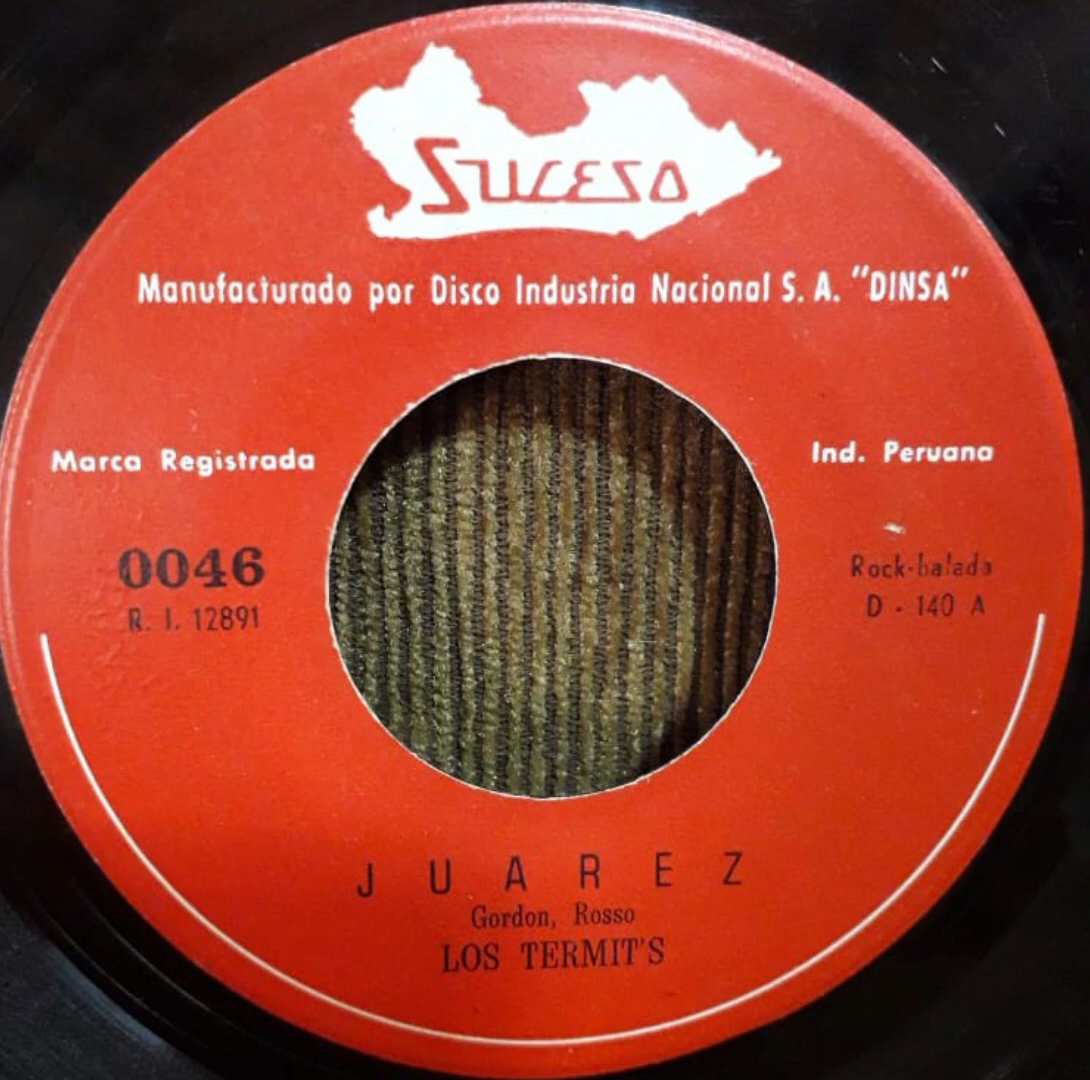 SUCESO
Manufacturado por Disco Industria Nacional S. A. "DINSA"
Marca Registrada
Ind. Peruana
0046
R. I. 12891
Rock-balada
D - 140 A
JUAREZ
Gordon, Rosso
LOS TERMIT'S